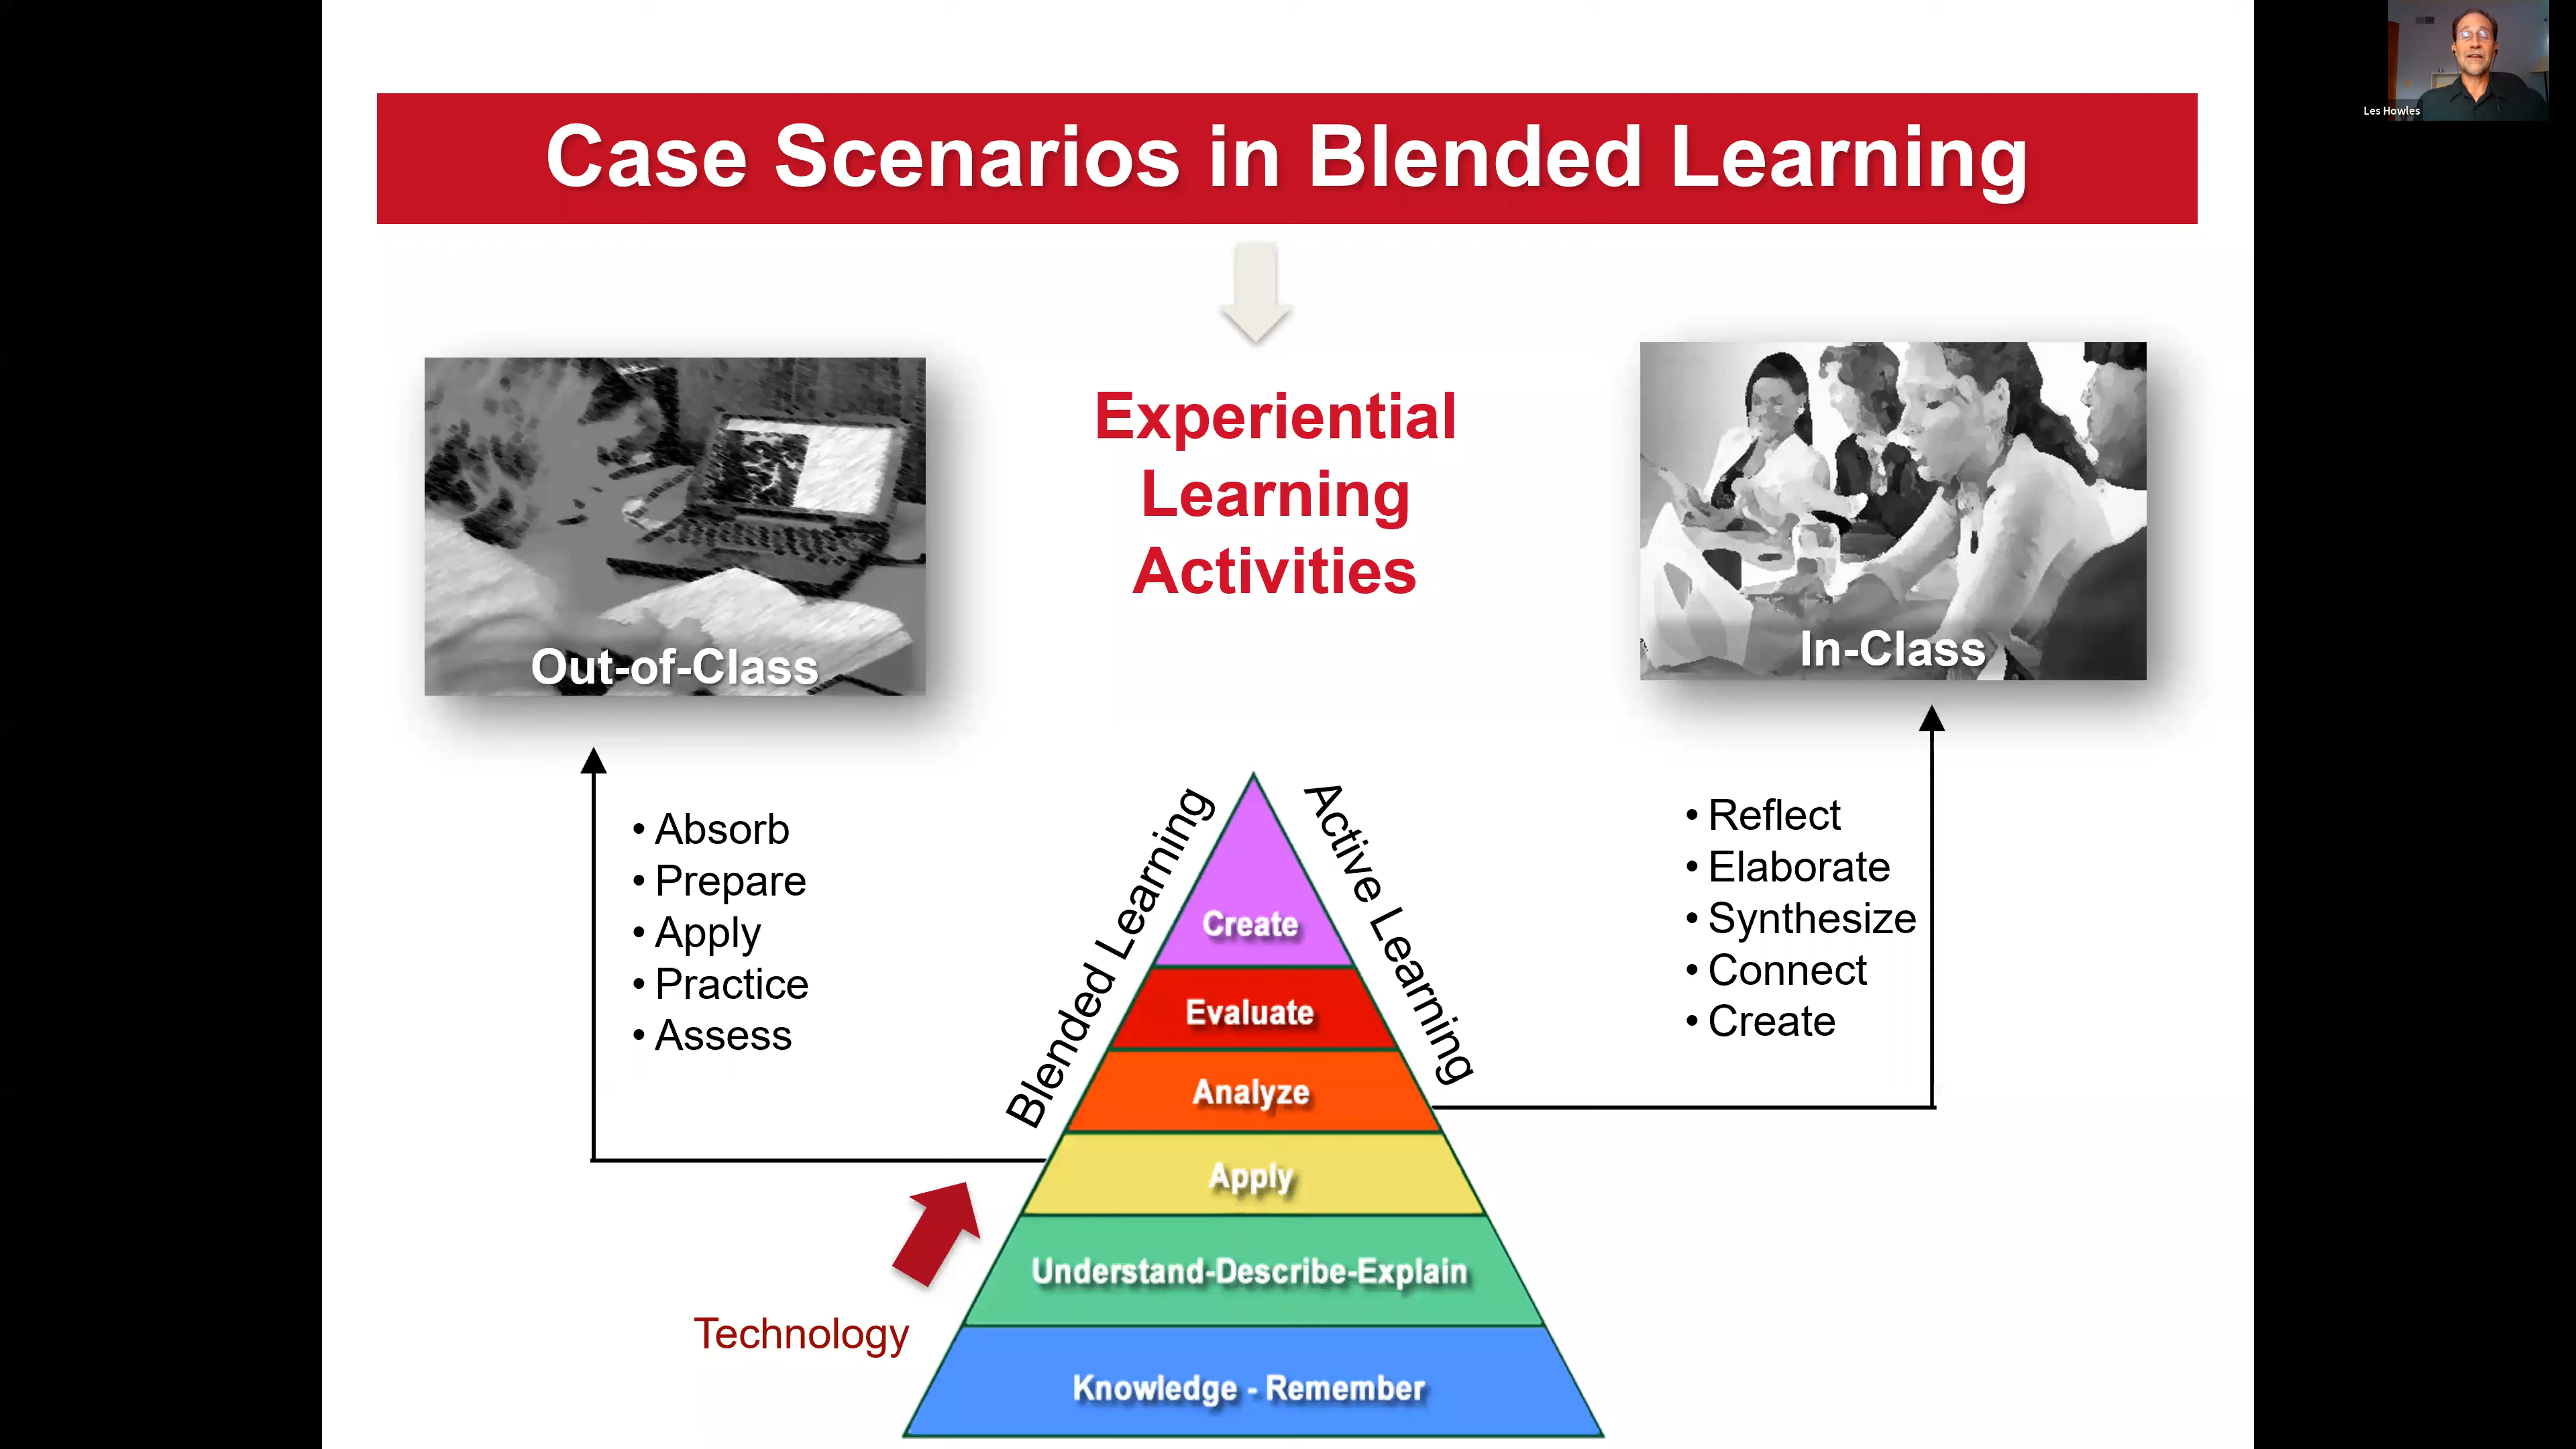 Case Scenarios in Blended Learning
Les Howles
Experiential
Learning
Activities
Out-of-Class
In-Class
• Absorb
• Prepare
• Apply
• Practice
• Assess
Blended Learning
Active Learning
• Reflect
• Elaborate
• Synthesize
• Connect
• Create
Create
Evaluate
Analyze
Apply
Understand-Describe-Explain
Knowledge - Remember
Technology